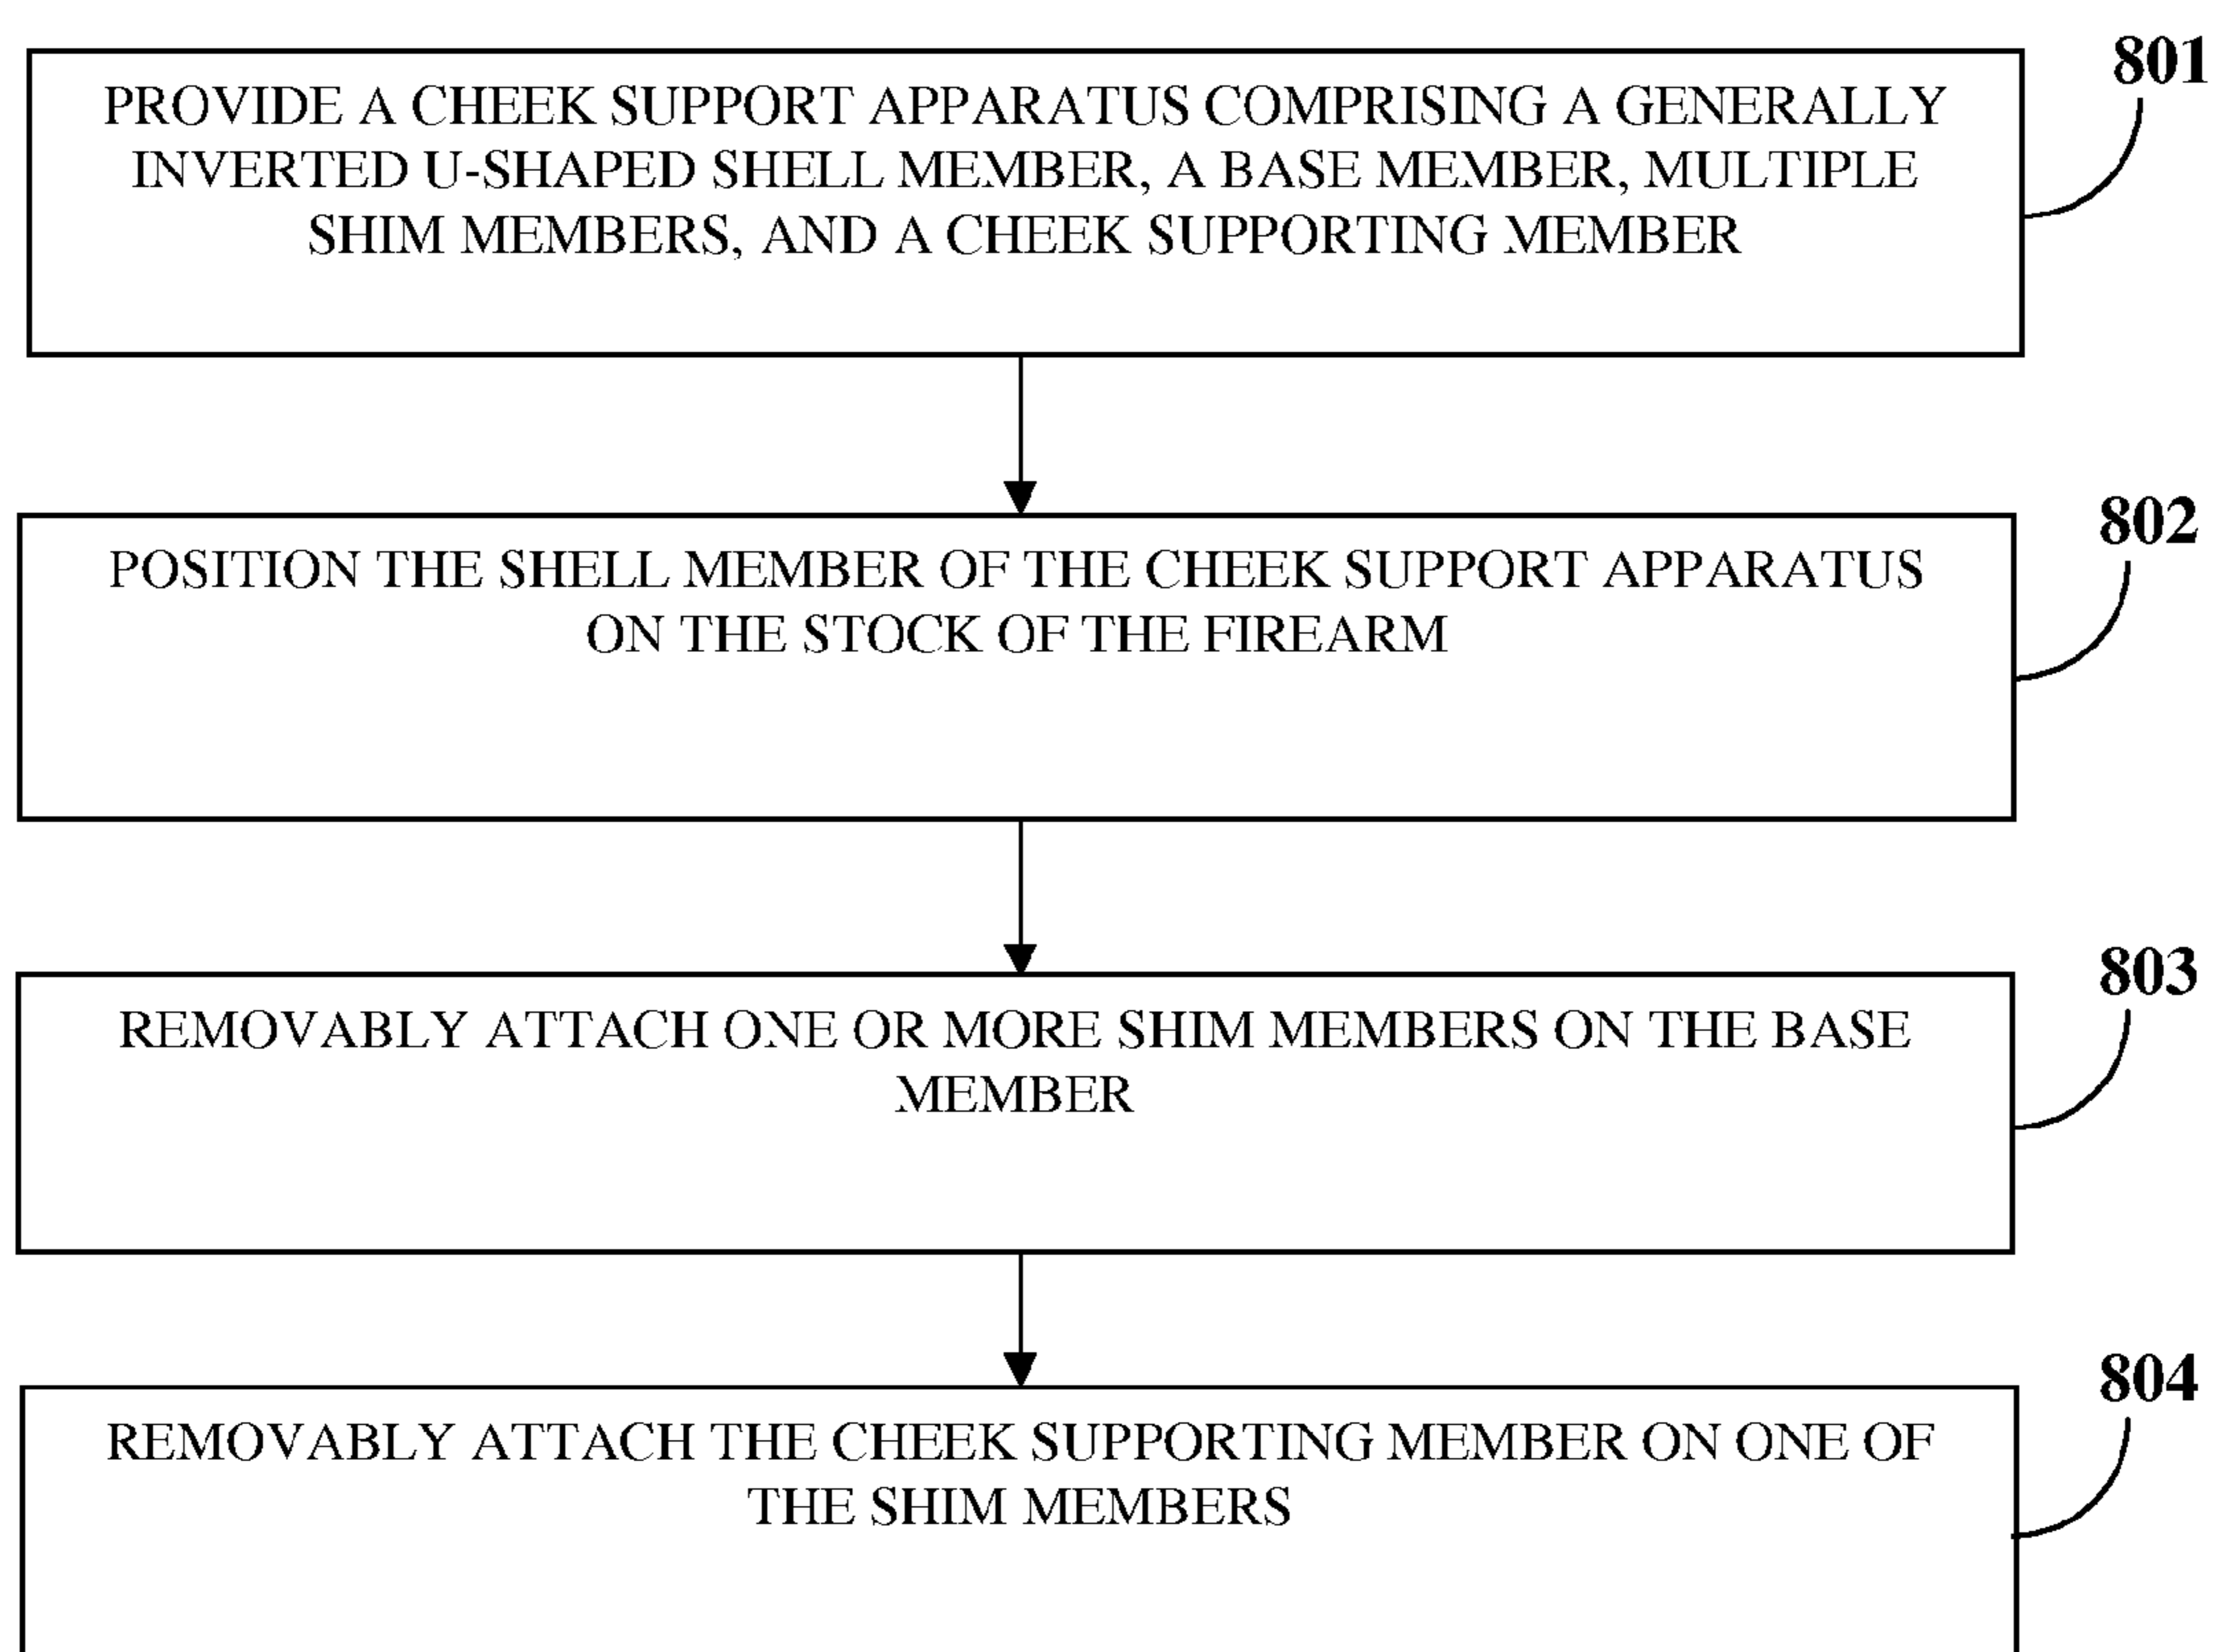 801
PROVIDE A CHEEK SUPPORT APPARATUS COMPRISING A GENERALLY
INVERTED U-SHAPED SHELL MEMBER, A BASE MEMBER, MULTIPLE
SHIM MEMBERS, AND A CHEEK SUPPORTING MEMBER
802
POSITION THE SHELL MEMBER OF THE CHEEK SUPPORT APPARATUS
ON THE STOCK OF THE FIREARM
803
REMOVABLY ATTACH ONE OR MORE SHIM MEMBERS ON THE BASE
MEMBER
804
REMOVABLY ATTACH THE CHEEK SUPPORTING MEMBER ON ONE OF
THE SHIM MEMBERS